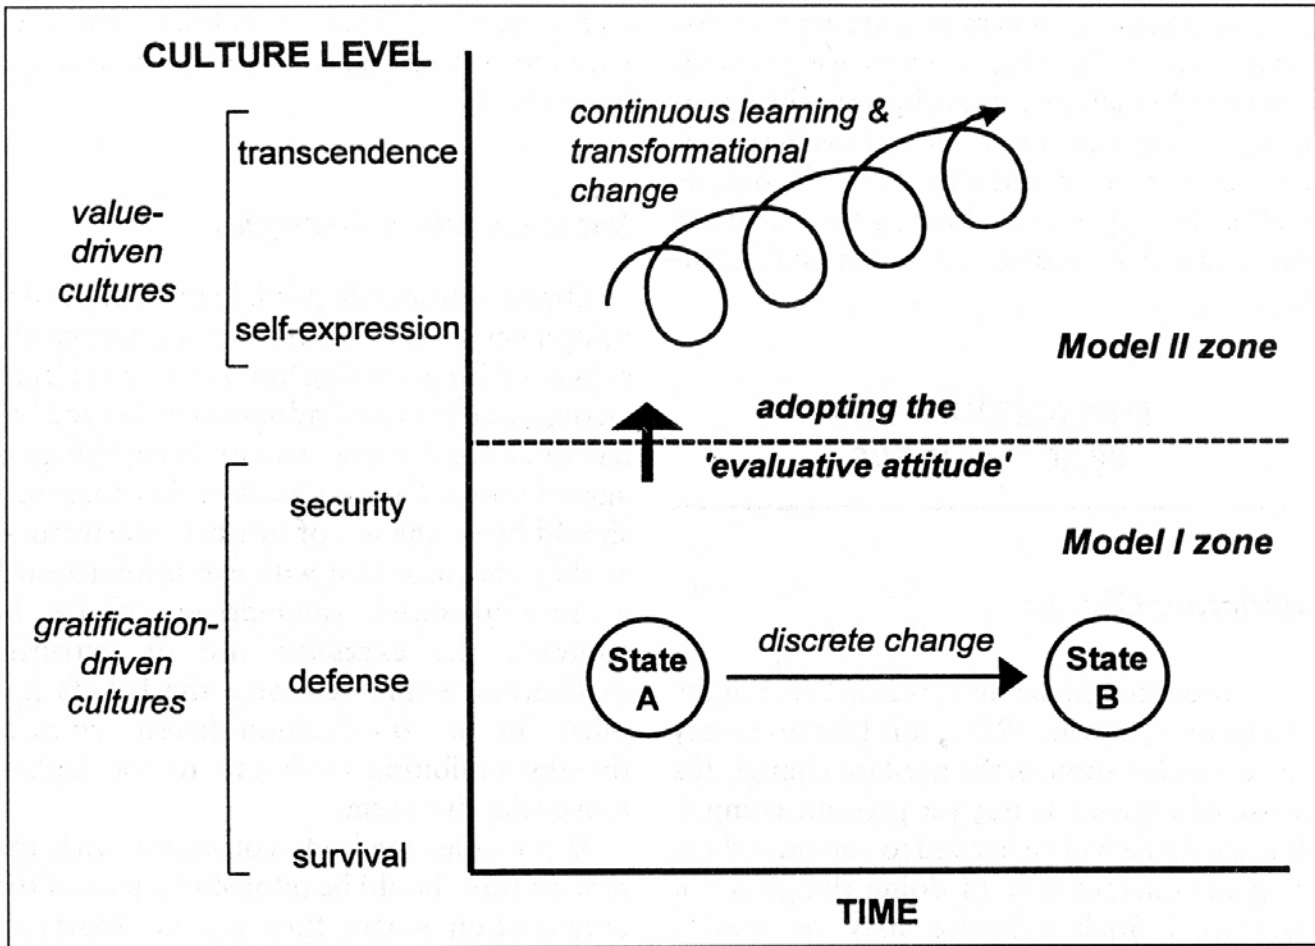 CULTURE LEVEL
transcendence
value-
driven
cultures
self-expression
continuous learning &
transformational
change
Model II zone
adopting the
'evaluative attitude'
security
Model I zone
gratification-
driven
cultures
defense
State
A
discrete change
State
B
survival
TIME